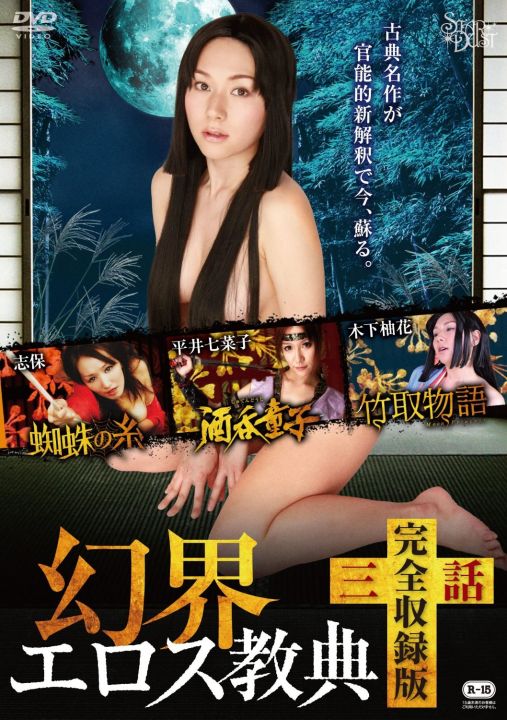 DVD
VIDEO
STAR
DUST
古典名作が
官能的新解釈で今、蘇る。
志保
蜘蛛の糸
平井七菜子
酒呑童子
木下柚花
竹取物語
幻界
エロス教典
三話
完全収録版
R-15